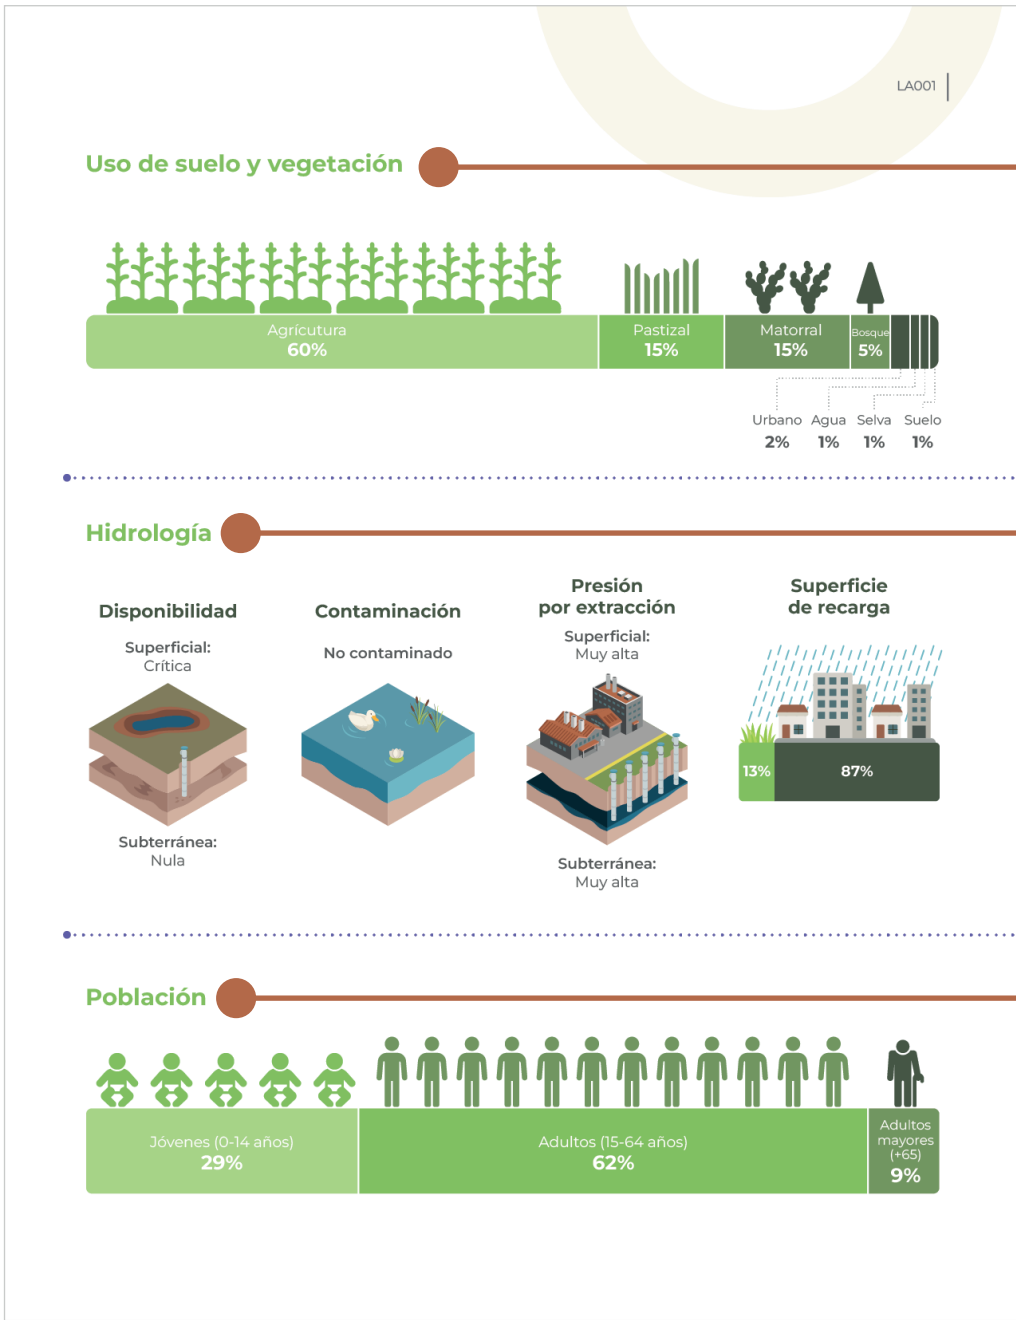 LA001
Uso de suelo y vegetación
Agrícutura
60%
Pastizal
15%
Matorral
15%
Bosque
5%
Urbano
2%
Agua
1%
Selva
1%
Suelo
1%
Hidrología
Disponibilidad
Superficial:
Crítica
Subterránea:
Nula
Contaminación
No contaminado
Presión
por extracción
Superficial:
Muy alta
Subterránea:
Muy alta
Superficie
de recarga
13%
87%
Población
Jóvenes (0-14 años)
29%
Adultos (15-64 años)
62%
Adultos
mayores
(+65)
9%